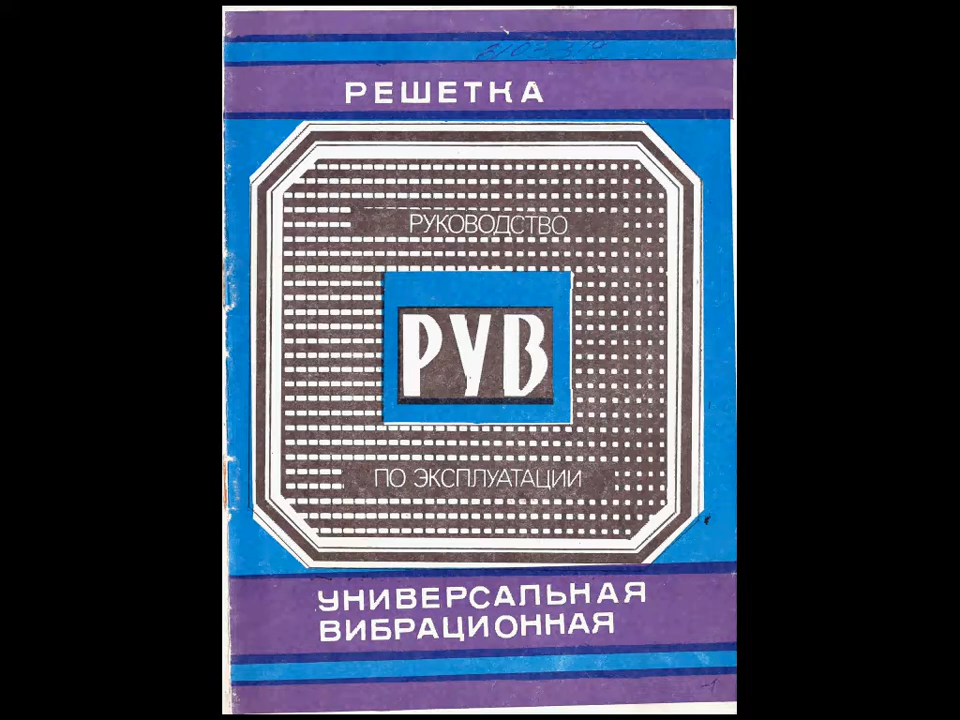 РЕШЕТКА
РУКОВОДСТВО
РУВ
ПО ЭКСПЛУАТАЦИИ
УНИВЕРСАЛЬНАЯ
ВИБРАЦИОННАЯ